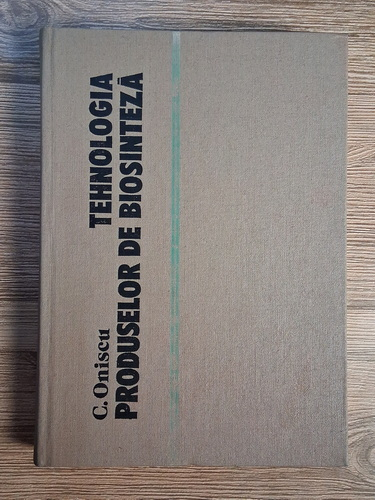 C. Oniscu TEHNOLOGIA
PRODUSELOR DE BIOSINTEZĂ